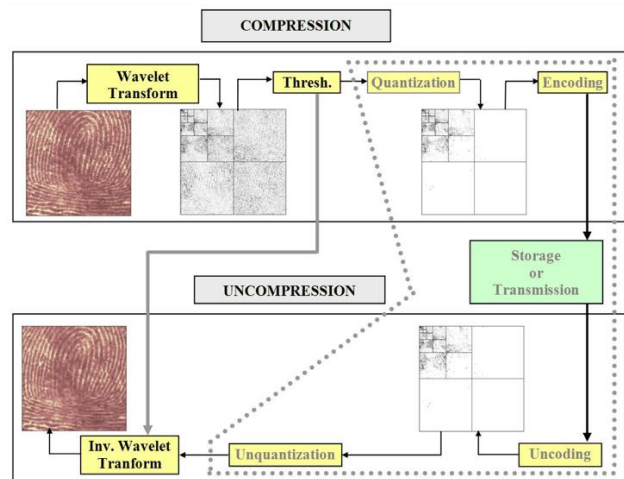 COMPRESSION
Wavelet
Transform
Thresh.
Quantization
Encoding
Storage
or
Transmission
UNCOMPRESSION
Inv. Wavelet
Tranform
Unquantization
Uncoding